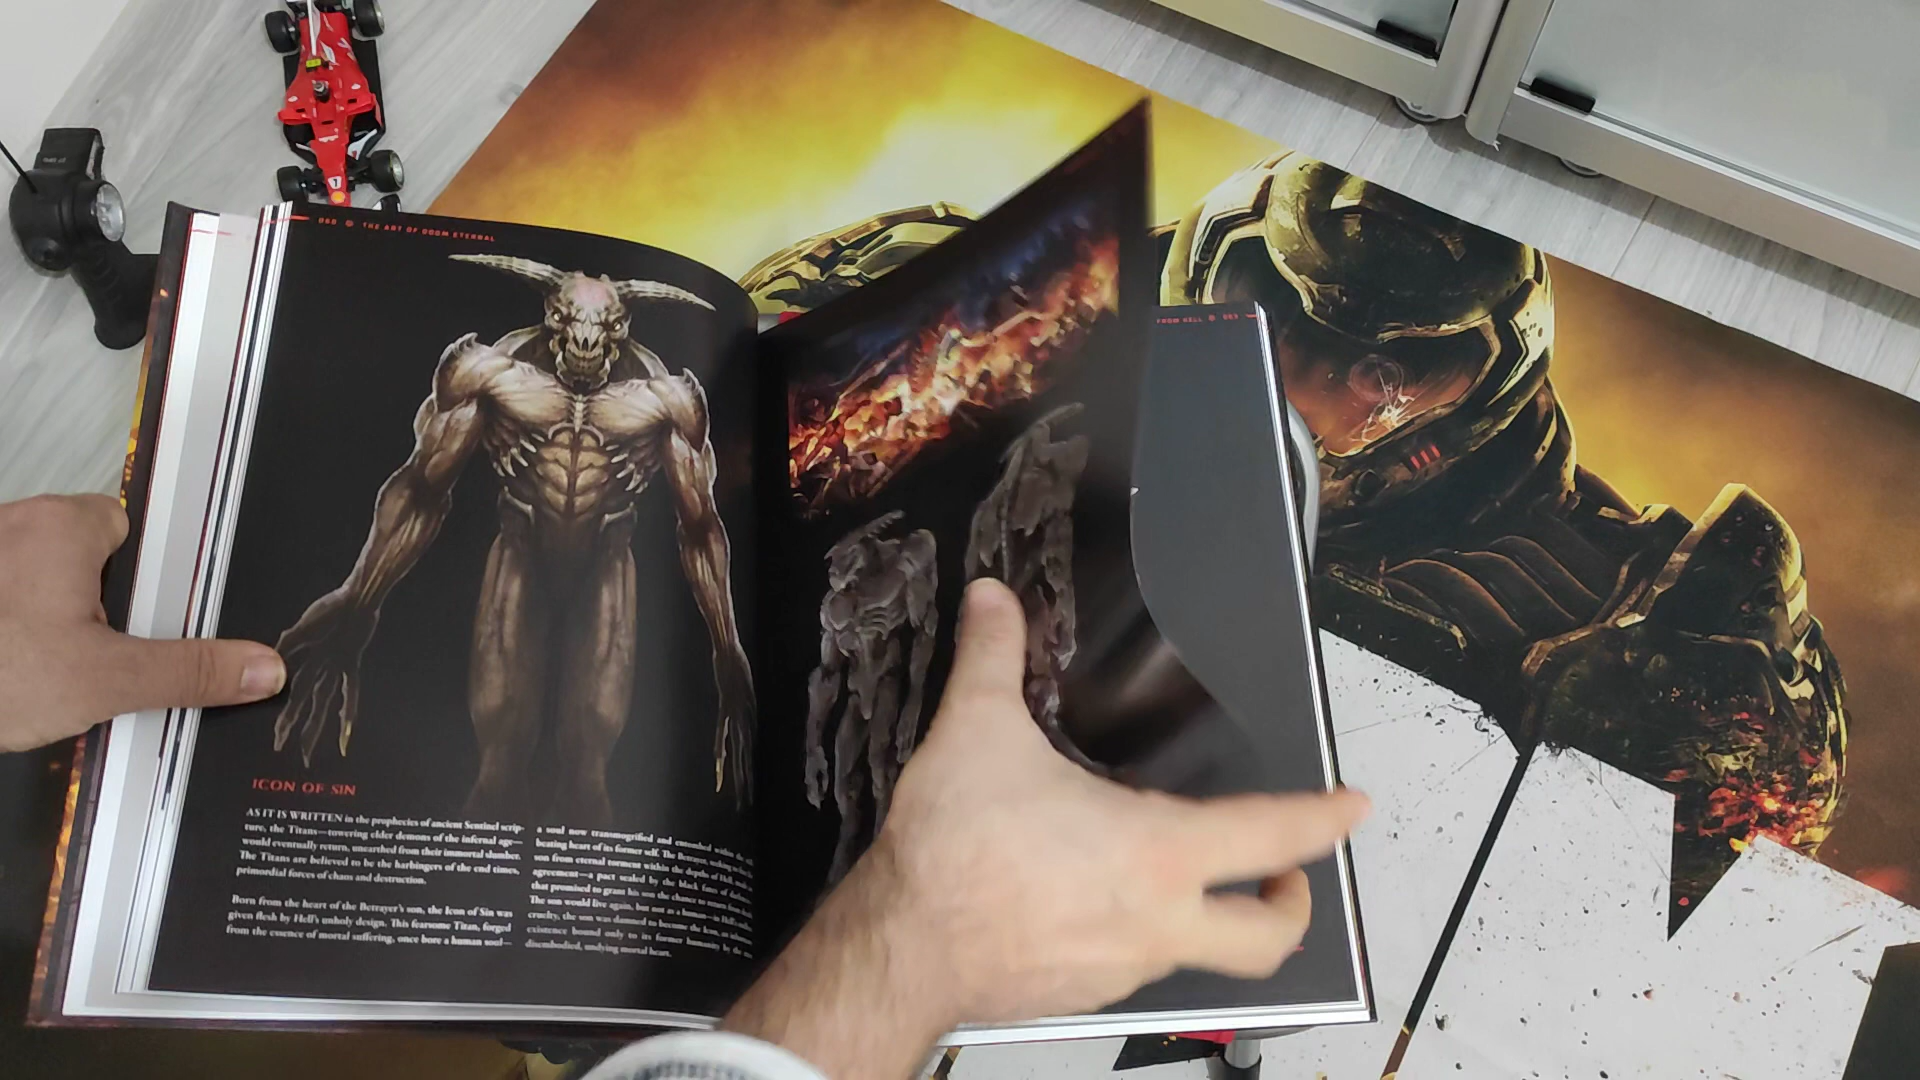 THE ART OF DOOM ETERNAL
FROM HELL
ICON OF SIN
AS IT IS WRITTEN in the prophecies of ancient Sentinel scrip-
ture, the Titans—towering elder demons of the infernal age—
would eventually return, unearthed from their immortal slumber.
The Titans are believed to be the harbingers of the end times,
primordial forces of chaos and destruction.
Born from the heart of the Betrayer's son, the Icon of Sin was
given flesh by Hell's unholy design. This fearsome Titan, forged
from the essence of mortal suffering, once bore a human soul—
a soul now transmogrified and entombed within the
beating heart of its former self. The Betrayer, seeking
son from eternal torment within the depths of Hell,
agreement—a pact sealed by the black fates of
that promised to grant his son the chance to return from
The son would live again, but not as a human—in Hell's
cruelty, the son was damned to become the Icon,
existence bound only to its former humanity by the
disembodied, undying mortal heart.